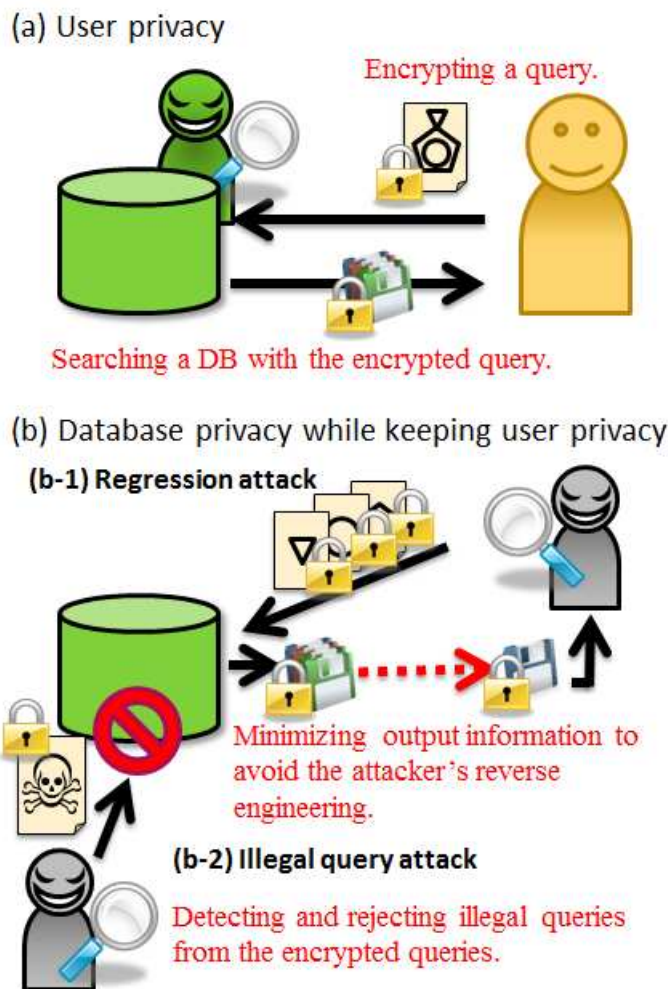 (a) User privacy
Encrypting a query.
Searching a DB with the encrypted query.
(b) Database privacy while keeping user privacy
(b-1) Regression attack
Minimizing output information to
avoid the attacker’s reverse
engineering.
(b-2) Illegal query attack
Detecting and rejecting illegal queries
from the encrypted queries.